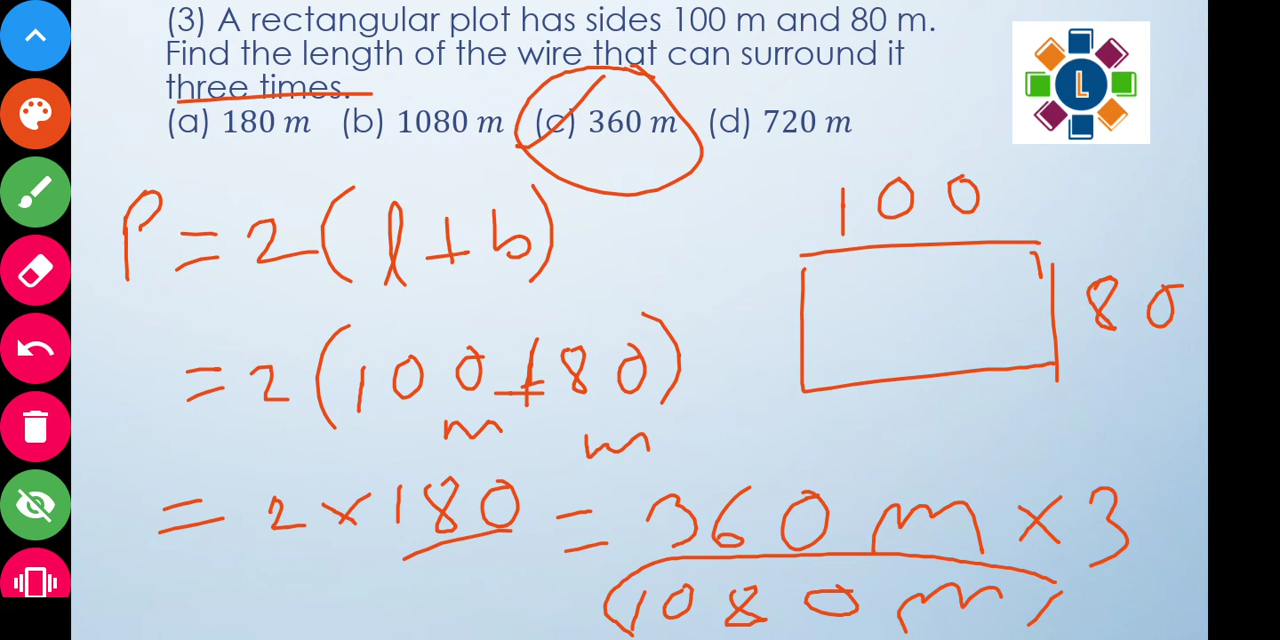 (3) A rectangular plot has sides 100 m and 80 m.
Find the length of the wire that can surround it
three times.
(a) 180 m (b) 1080 m (c) 360 m (d) 720 m
L
100
P = 2(l+b)
80
= 2(100+80)
m m
= 2 × 180 = 360 m × 3
(1080 m)